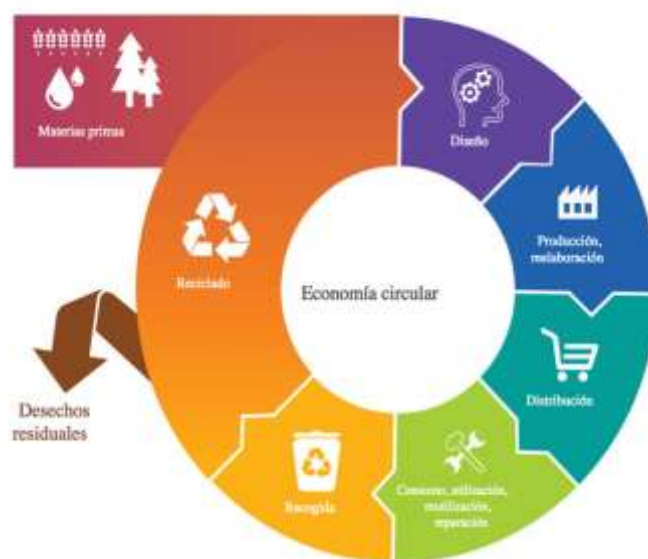 Materias primas
Diseño
Producción,
reelaboración
Distribución
Consumo, utilización,
reutilización,
reparación
Recogida
Reciclado
Economía circular
Desechos
residuales